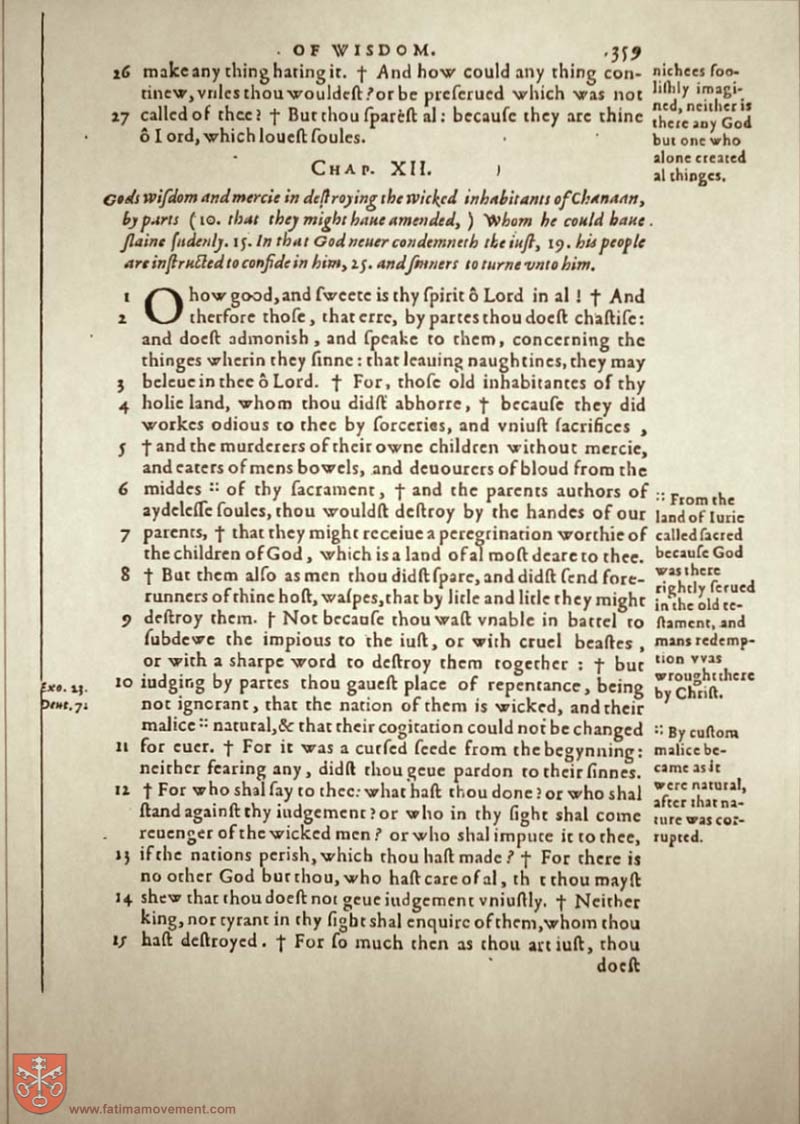 OF WISDOM. 359
26 make any thing hating it. † And how could any thing con-
tinew, vnles thou wouldeſt? or be preſerued which was not
27 called of thee? † But thou ſpareſt al: becauſe they are thine
ô Lord, which loueſt ſoules.
nichees foo-
liſhly imagi-
ned, neither is
there any God
but one who
alone created
al thinges.
CHAP. XII.
Gods wiſdom and mercie in deſtroying the wicked inhabitants of Chanaan,
by parts (10. that they might haue amended,) Whom he could haue
ſlaine ſudenly. 15. In that God neuer condemneth the iuſt, 19. his people
are inſtructed to confide in him, 25. and ſinners to turne vnto him.
1 O how good, and ſweete is thy ſpirit ô Lord in al! † And
2 therfore thoſe, that erre, by partes thou doeſt chaſtiſe:
and doeſt admoniſh, and ſpeake to them, concerning the
thinges wherin they ſinne: that leauing naughtines, they may
3 beleue in thee ô Lord. † For, thoſe old inhabitantes of thy
4 holie land, whom thou didſt abhorre, † becauſe they did
workes odious to thee by ſorceries, and vniuſt ſacrifices,
5 † and the murderers of their owne children without mercie,
and eaters of mens bowels, and deuourers of bloud from the
6 middes :: of thy ſacrament, † and the parents authors of
aydeleſſe ſoules, thou wouldſt deſtroy by the handes of our
7 parents, † that they might receiue a peregrination worthie of
the children of God, which is a land of al moſt deare to thee.
8 † But them alſo as men thou didſt ſpare, and didſt ſend fore-
runners of thine hoſt, waſpes, that by litle and litle they might
9 deſtroy them. † Not becauſe thou waſt vnable in battel to
ſubdewe the impious to the iuſt, or with cruel beaſtes,
or with a sharpe word to deſtroy them together: † but
10 iudging by partes thou gaueſt place of repentance, being
not ignorant, that the nation of them is wicked, and their
malice :: natural, & that their cogitation could not be changed
11 for euer. † For it was a curſed ſeede from the begynning:
neither fearing any, didſt thou geue pardon to their ſinnes.
12 † For who shal ſay to thee: what haſt thou done? or who shal
ſtand againſt thy iudgement? or who in thy ſight shal come
reuenger of the wicked men? or who shal impute it to thee,
13 if the nations perish, which thou haſt made? † For there is
no other God but thou, who haſt care of al, th t thou mayſt
14 shew that thou doeſt not geue iudgement vniuſtly. † Neither
king, nor tyrant in thy ſight shal enquire of them, whom thou
15 haſt deſtroyed. † For ſo much then as thou art iuſt, thou
doeſt
:: From the
land of Iurie
called ſacred
becauſe God
was there
rightly ſerued
in the old te-
ſtament, and
mans redemp-
tion vvas
wrought there
by Chriſt.
:: By cuſtom
malice be-
came as it
were natural,
after that na-
ture was cor-
rupted.
Exo. 23.
Deut. 7.
www.fatimamovement.com